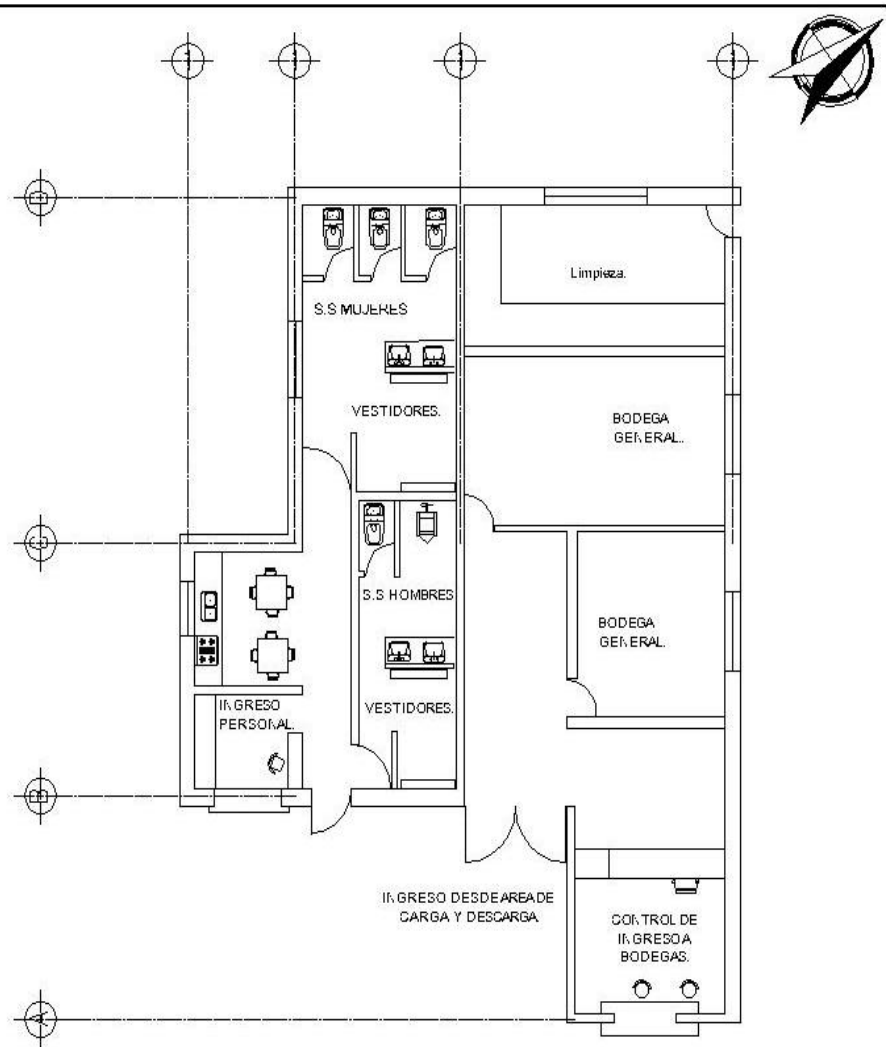 Limpieza.
S.S MUJERES
VESTIDORES.
BODEGA
GENERAL.
S.S HOMBRES
BODEGA
GENERAL.
INGRESO
PERSONAL.
VESTIDORES.
INGRESO DESDE AREA DE
CARGA Y DESCARGA
CONTROL DE
INGRESO A
BODEGAS.
A